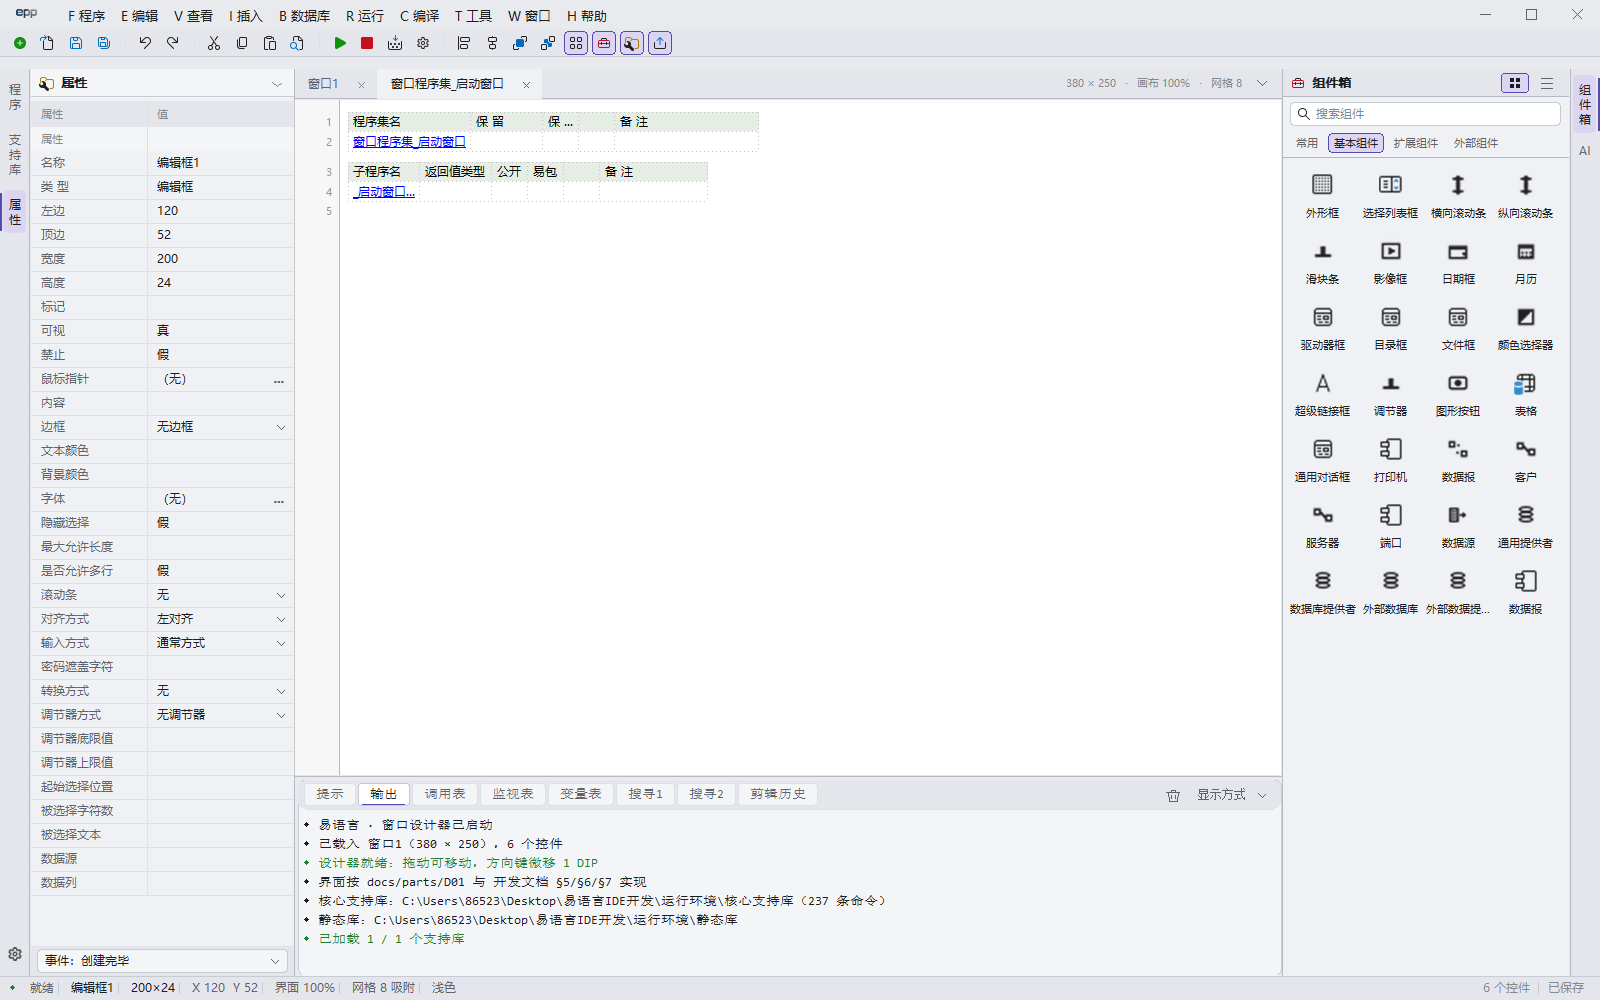 epp
F 程序 E 编辑 V 查看 I 插入 B 数据库 R 运行 C 编译 T 工具 W 窗口 H 帮助
程序
支持库
属性
属性
属性 值
属性
名称 编辑框1
类 型 编辑框
左边 120
顶边 52
宽度 200
高度 24
标记
可视 真
禁止 假
鼠标指针 （无） ...
内容
边框 无边框
文本颜色
背景颜色
字体 （无） ...
隐藏选择 假
最大允许长度
是否允许多行 假
滚动条 无
对齐方式 左对齐
输入方式 通常方式
密码遮盖字符
转换方式 无
调节器方式 无调节器
调节器底限值
调节器上限值
起始选择位置
被选择字符数
被选择文本
数据源
数据列
事件：创建完毕
窗口1 × 窗口程序集_启动窗口 ×
380 × 250 · 画布 100% · 网格 8
1 程序集名 保 留 保 ... 备 注
2 窗口程序集_启动窗口
3 子程序名 返回值类型 公开 易包 备 注
4 _启动窗口...
5
提示 输出 调用表 监视表 变量表 搜寻1 搜寻2 剪辑历史 显示方式
易语言 · 窗口设计器已启动
已载入 窗口1（380 × 250），6 个控件
设计器就绪：拖动可移动，方向键微移 1 DIP
界面按 docs/parts/D01 与 开发文档 §5/§6/§7 实现
核心支持库：C:\Users\86523\Desktop\易语言IDE开发\运行环境\核心支持库（237 条命令）
静态库：C:\Users\86523\Desktop\易语言IDE开发\运行环境\静态库
已加载 1 / 1 个支持库
组件箱
搜索组件
常用 基本组件 扩展组件 外部组件
外形框 选择列表框 横向滚动条 纵向滚动条
滑块条 影像框 日期框 月历
驱动器框 目录框 文件框 颜色选择器
超级链接框 调节器 图形按钮 表格
通用对话框 打印机 数据报 客户
服务器 端口 数据源 通用提供者
数据库提供者 外部数据库 外部数据提... 数据报
组件箱
AI
就绪 编辑框1 200×24 X 120 Y 52 界面 100% 网格 8 吸附 浅色 6 个控件 已保存